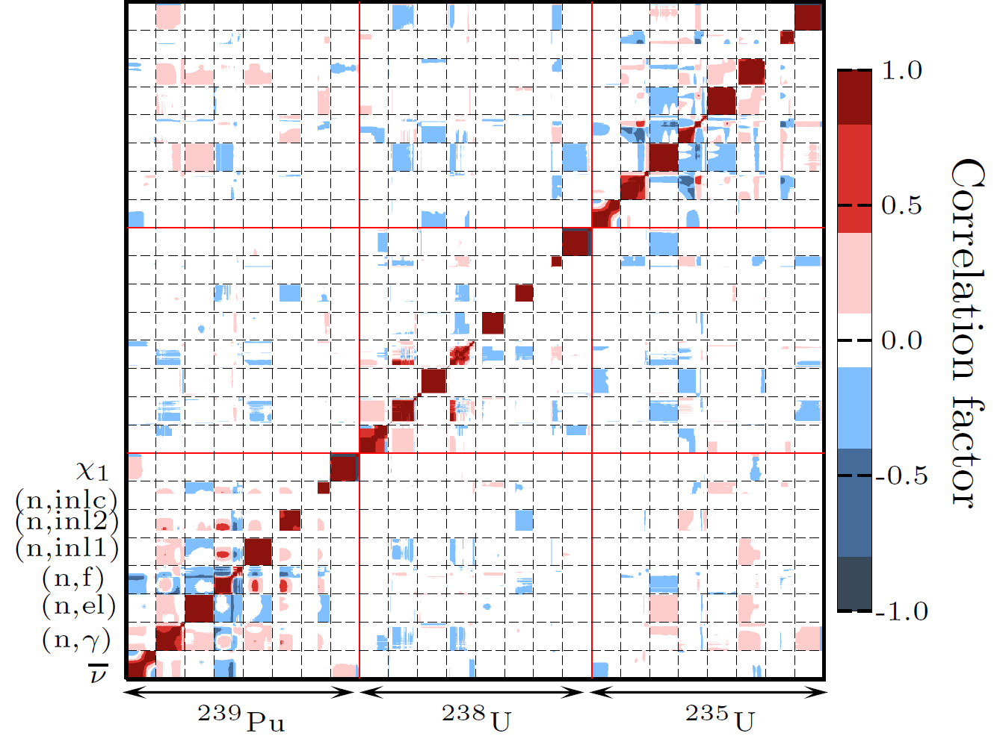 1.0
0.5
0.0
-0.5
-1.0
Correlation factor
χ₁
(n,inlc)
(n,inl2)
(n,inl1)
(n,f)
(n,el)
(n,γ)
ν̅
²³⁹Pu ²³⁸U ²³⁵U